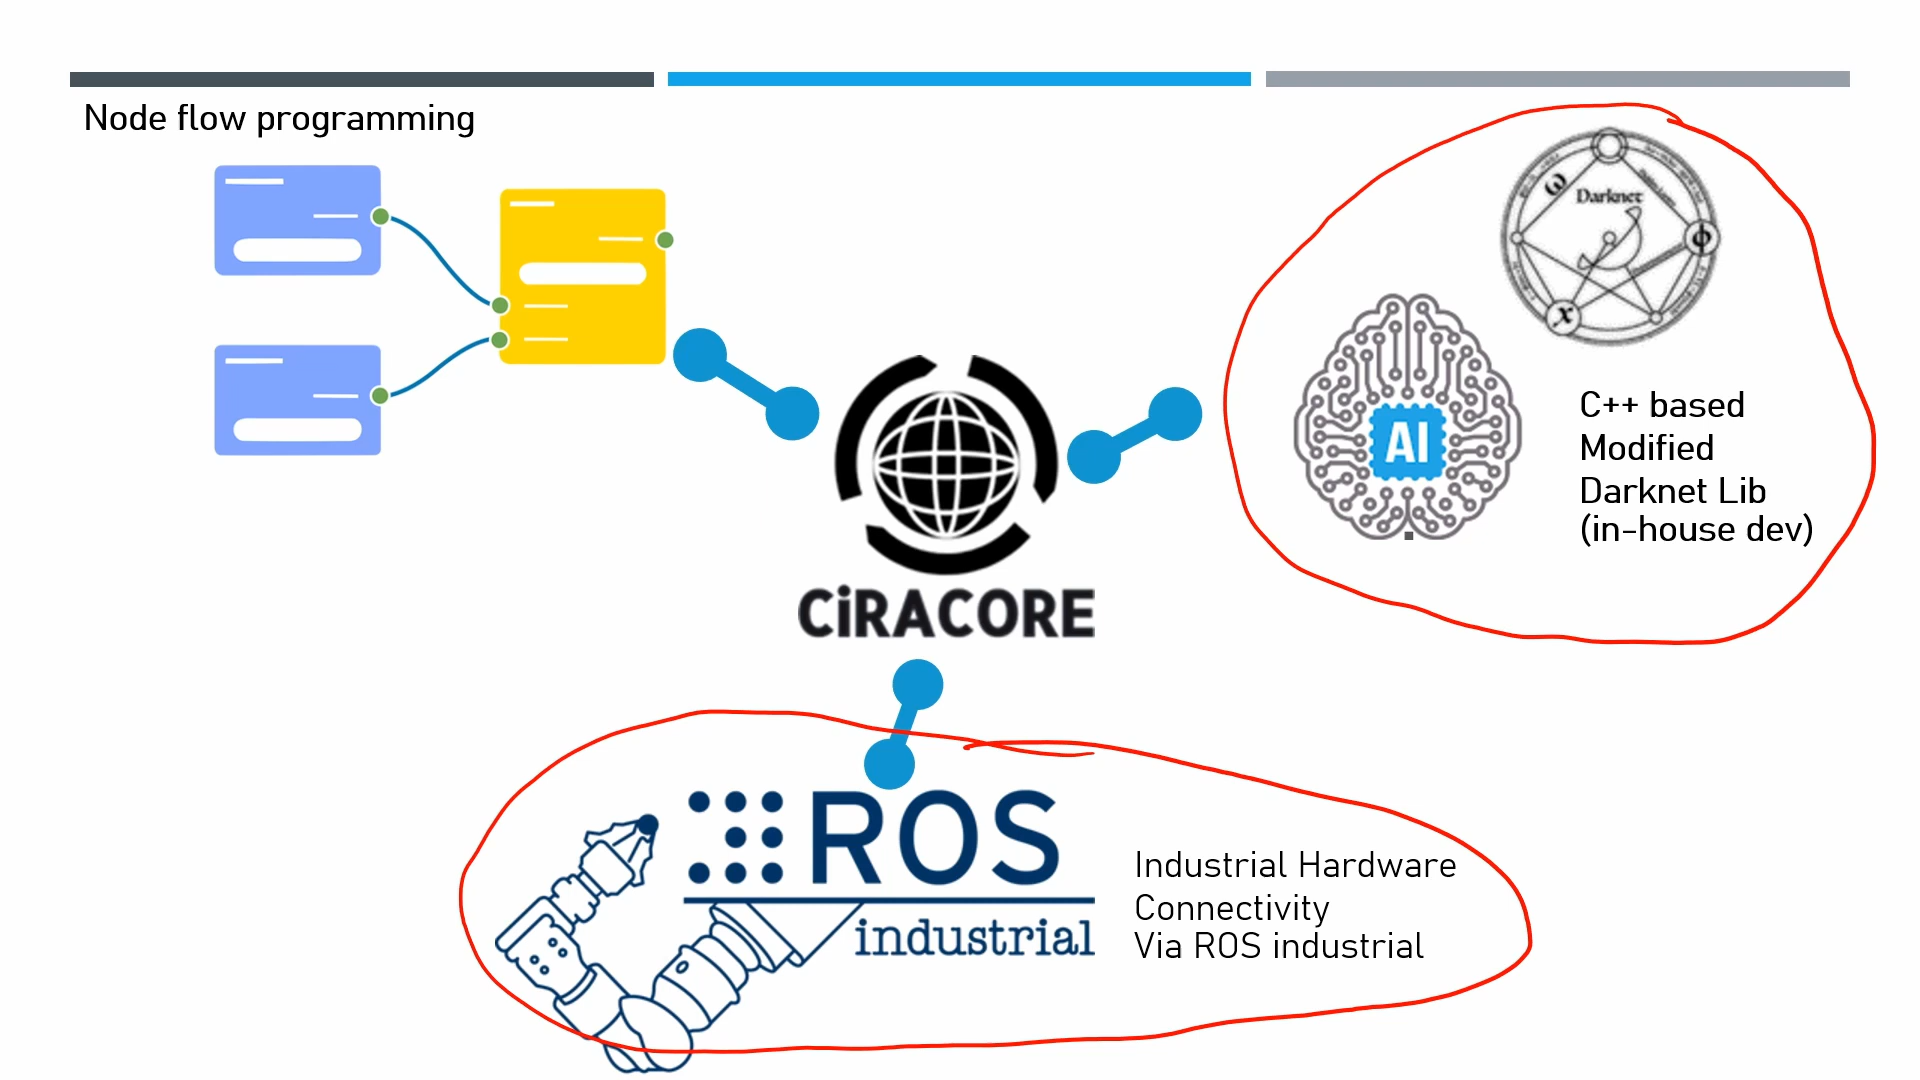 Node flow programming
Darknet
ω
ϕ
x
AI
C++ based
Modified
Darknet Lib
(in-house dev)
CiRACORE
ROS
industrial
Industrial Hardware
Connectivity
Via ROS industrial